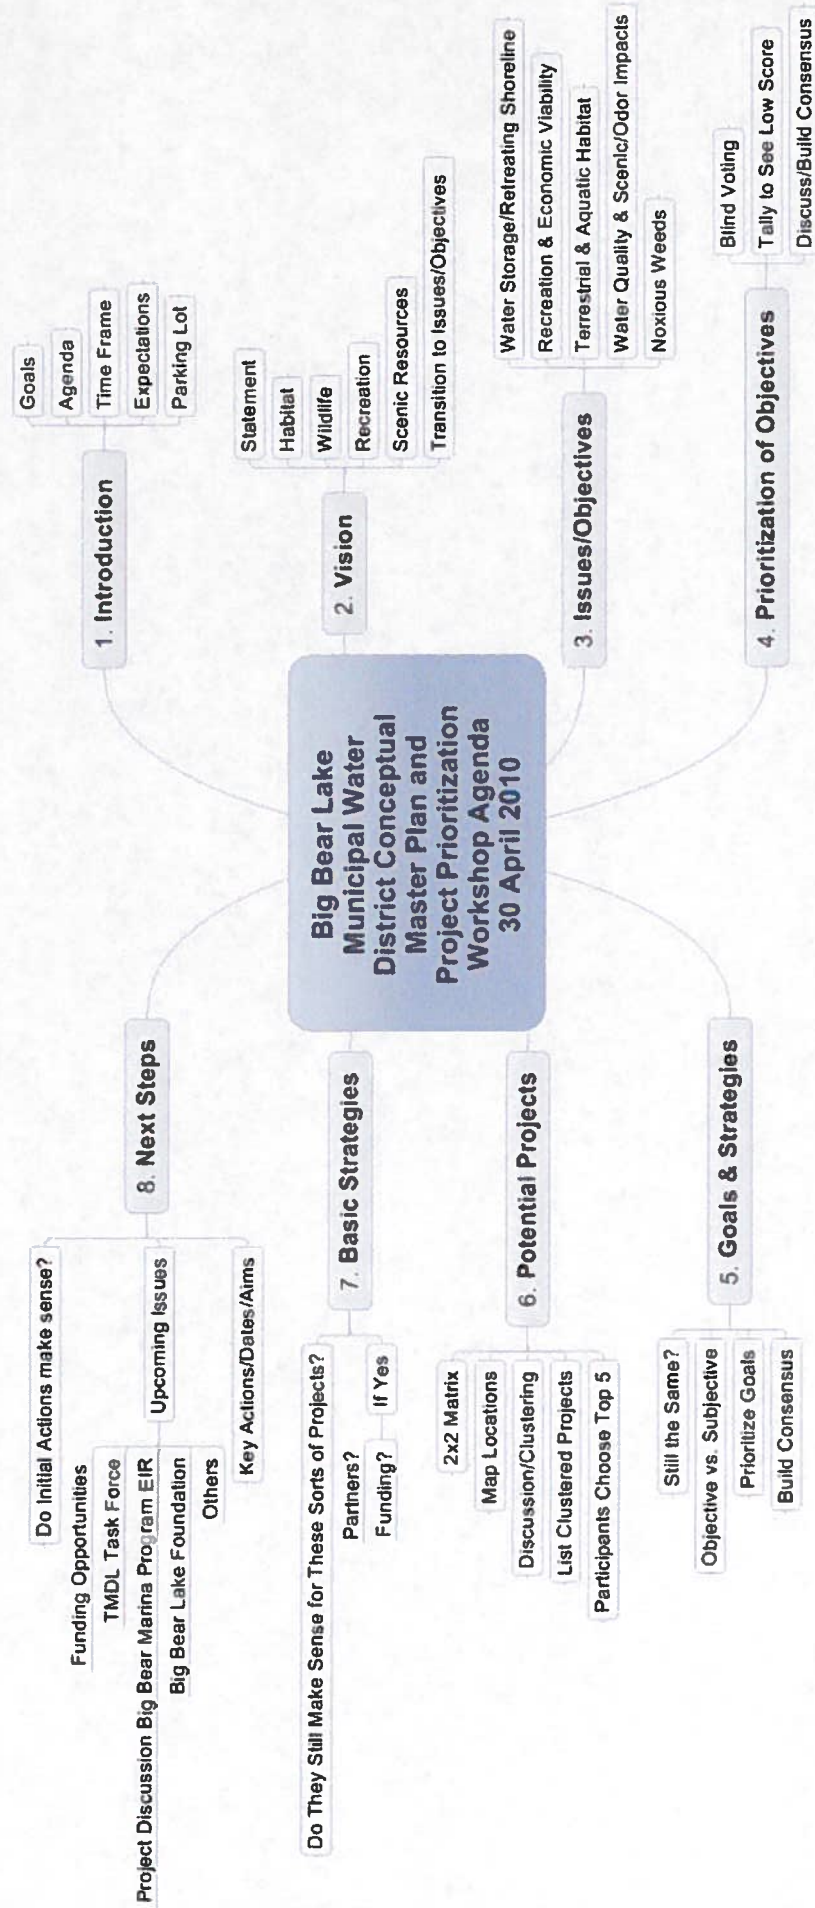 Big Bear Lake
Municipal Water
District Conceptual
Master Plan and
Project Prioritization
Workshop Agenda
30 April 2010
1. Introduction
Goals
Agenda
Time Frame
Expectations
Parking Lot
2. Vision
Statement
Habitat
Wildlife
Recreation
Scenic Resources
Transition to Issues/Objectives
3. Issues/Objectives
Water Storage/Retreating Shoreline
Recreation & Economic Viability
Terrestrial & Aquatic Habitat
Water Quality & Scenic/Odor Impacts
Noxious Weeds
4. Prioritization of Objectives
Blind Voting
Tally to See Low Score
Discuss/Build Consensus
5. Goals & Strategies
Still the Same?
Objective vs. Subjective
Prioritize Goals
Build Consensus
6. Potential Projects
2x2 Matrix
Map Locations
Discussion/Clustering
List Clustered Projects
Participants Choose Top 5
7. Basic Strategies
Do They Still Make Sense for These Sorts of Projects?
If Yes
Partners?
Funding?
8. Next Steps
Do Initial Actions make sense?
Upcoming Issues
Funding Opportunities
TMDL Task Force
Project Discussion Big Bear Marina Program EIR
Big Bear Lake Foundation
Others
Key Actions/Dates/Aims